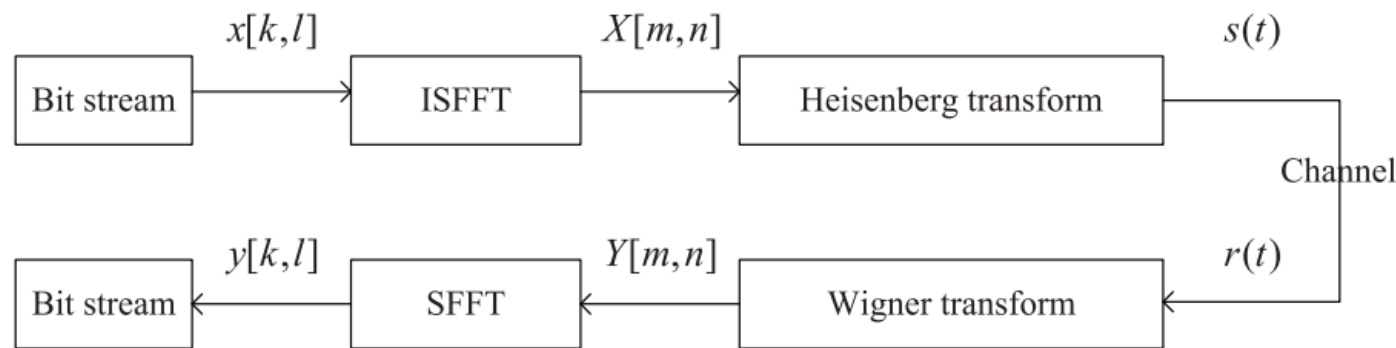 x[k,l] X[m,n] s(t)
Bit stream ISFFT Heisenberg transform
Channel
y[k,l] Y[m,n] r(t)
Bit stream SFFT Wigner transform